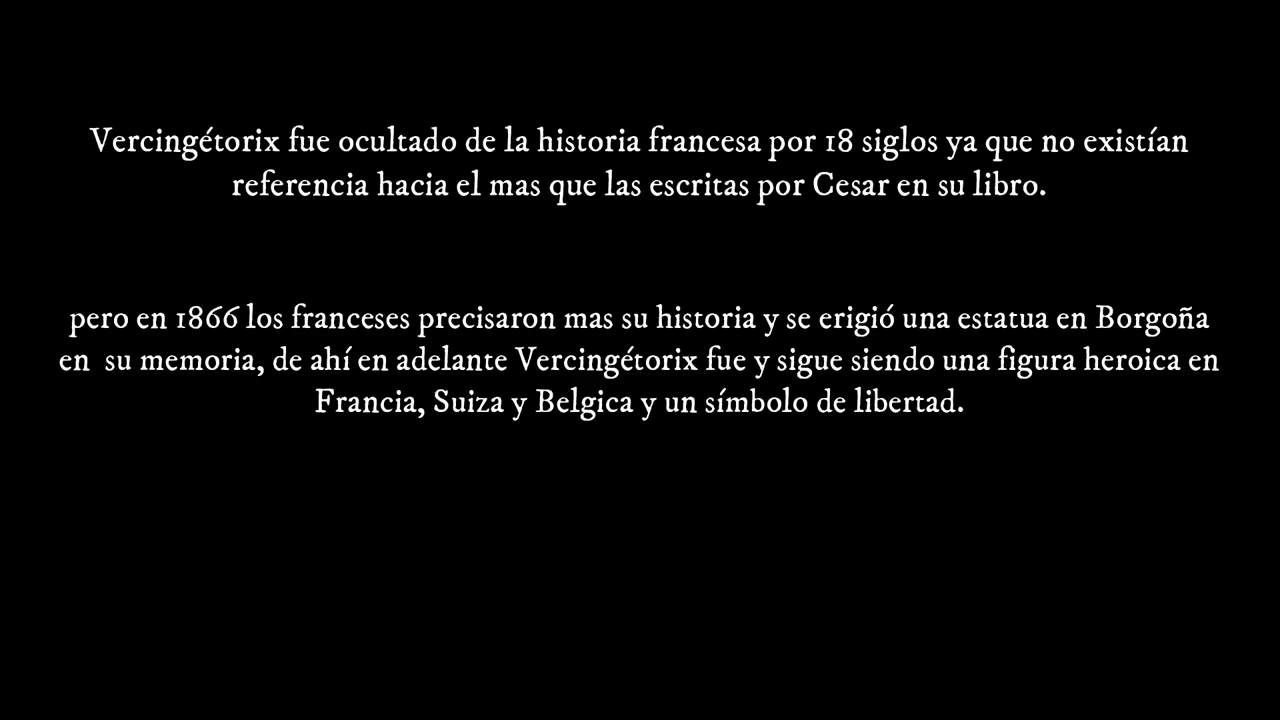 Vercingétorix fue ocultado de la historia francesa por 18 siglos ya que no existían
referencia hacia el mas que las escritas por Cesar en su libro.
pero en 1866 los franceses precisaron mas su historia y se erigió una estatua en Borgoña
en  su memoria, de ahí en adelante Vercingétorix fue y sigue siendo una figura heroica en
Francia, Suiza y Belgica y un símbolo de libertad.